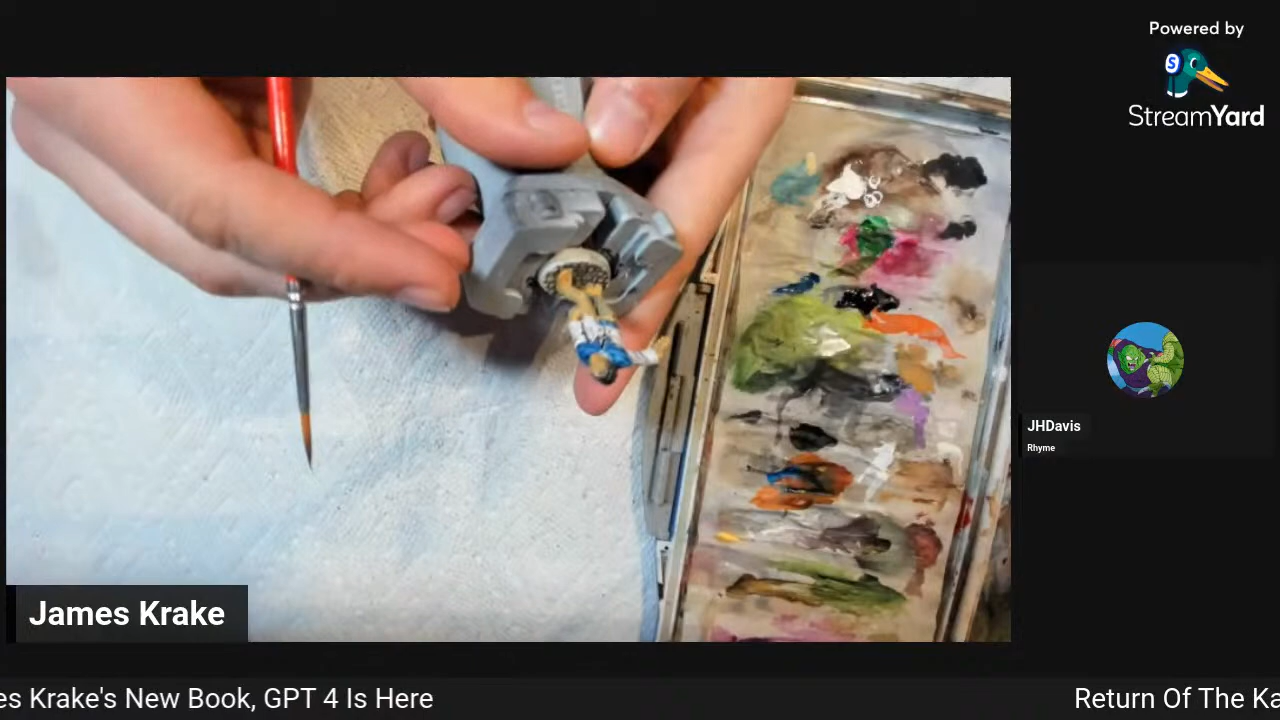 Powered by
StreamYard
JHDavis
Rhyme
James Krake
es Krake's New Book, GPT 4 Is Here
Return Of The Ka